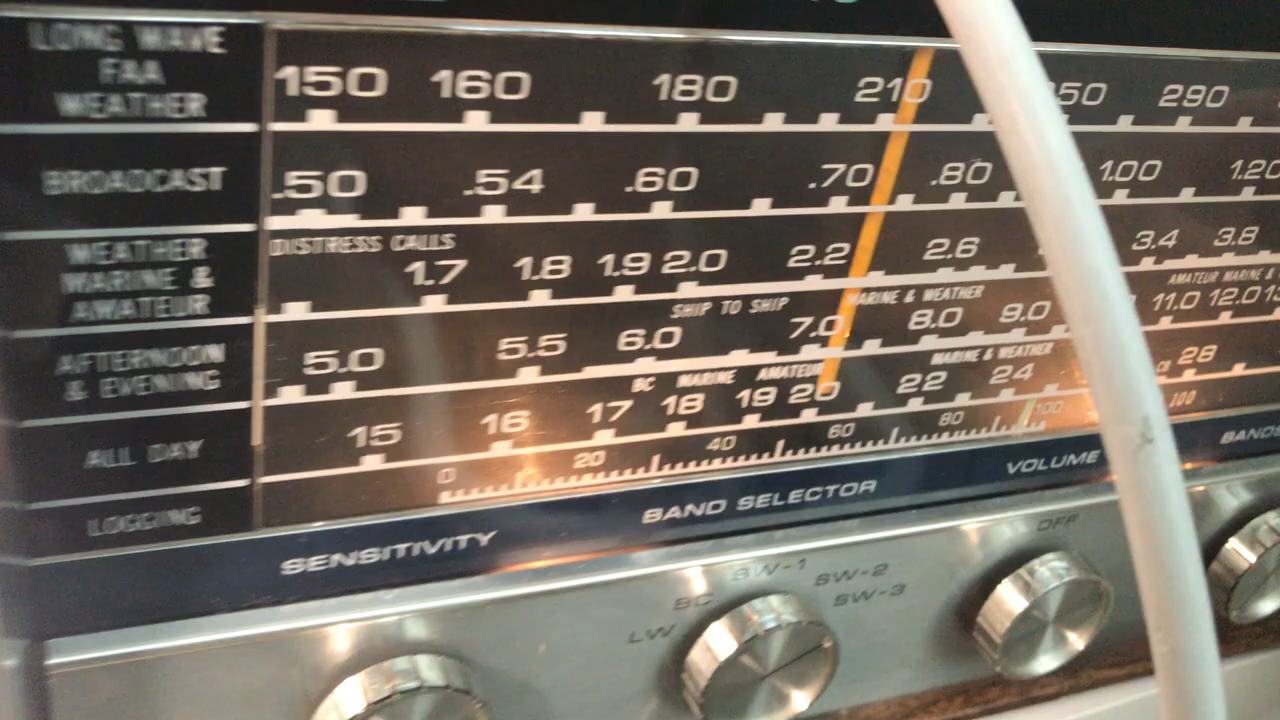 LONG WAVE
FAA
WEATHER
150 160 180 210 290
BROADCAST
.50 .54 .60 .70 .80 1.00 1.20
WEATHER
MARINE &
AMATEUR
DISTRESS CALLS
1.7 1.8 1.9 2.0 2.2 2.6 3.4 3.8
SHIP TO SHIP MARINE & WEATHER AMATEUR MARINE &
AFTERNOON
& EVENING
5.0 5.5 6.0 7.0 8.0 9.0 11.0 12.0
BC MARINE AMATEUR MARINE & WEATHER
ALL DAY
15 16 17 18 19 20 22 24 28
LOGGING
0 20 40 60 80 100
100
SENSITIVITY BAND SELECTOR VOLUME
LW BC SW-1 SW-2 SW-3
OFF